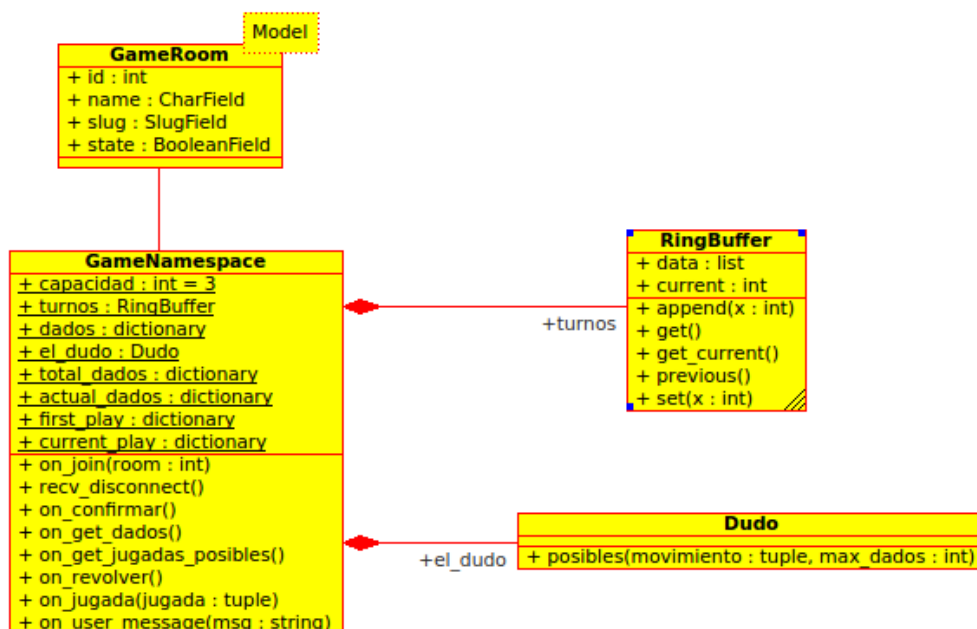 Model
GameRoom
+ id : int
+ name : CharField
+ slug : SlugField
+ state : BooleanField
GameNamespace
+ capacidad : int = 3
+ turnos : RingBuffer
+ dados : dictionary
+ el_dudo : Dudo
+ total_dados : dictionary
+ actual_dados : dictionary
+ first_play : dictionary
+ current_play : dictionary
+ on_join(room : int)
+ recv_disconnect()
+ on_confirmar()
+ on_get_dados()
+ on_get_jugadas_posibles()
+ on_revolver()
+ on_jugada(jugada : tuple)
+ on_user_message(msg : string)
+turnos
RingBuffer
+ data : list
+ current : int
+ append(x : int)
+ get()
+ get_current()
+ previous()
+ set(x : int)
+el_dudo
Dudo
+ posibles(movimiento : tuple, max_dados : int)